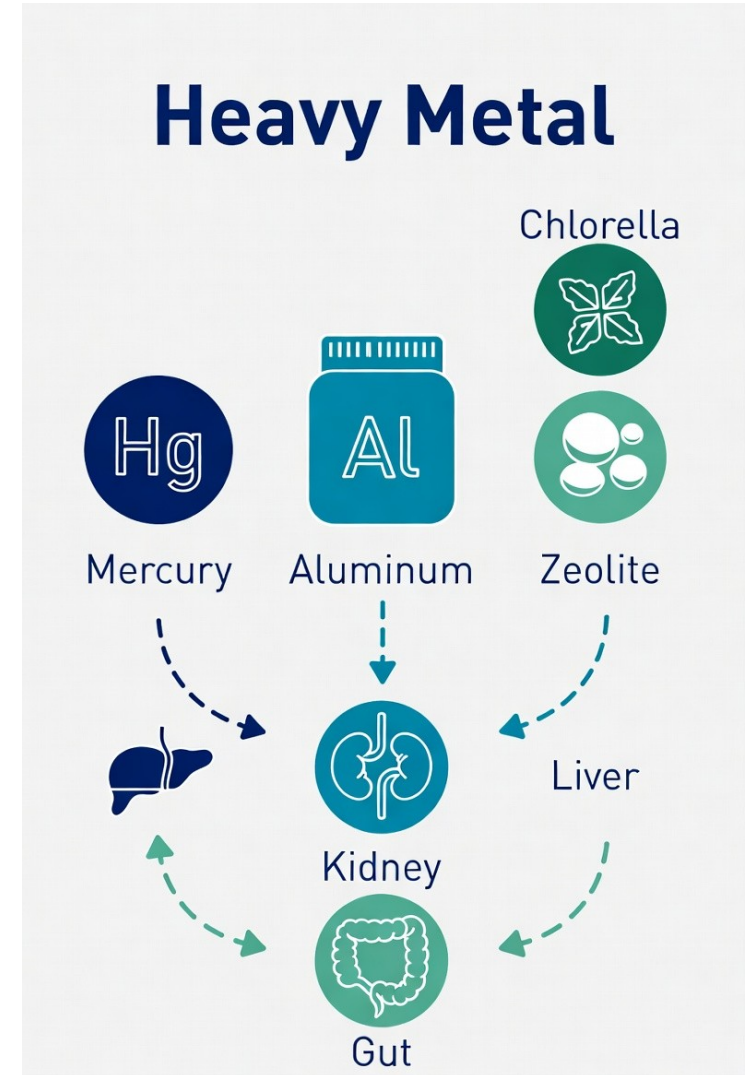 Heavy Metal
Chlorella
Hg
Al
Mercury
Aluminum
Zeolite
Liver
Kidney
Gut